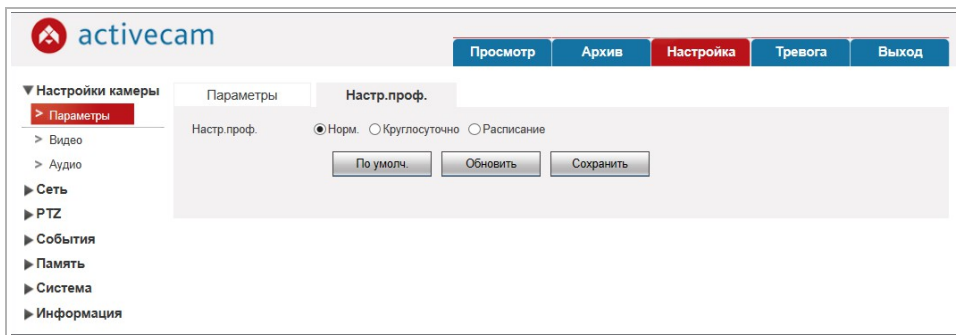 activecam
Просмотр Архив Настройка Тревога Выход
Настройки камеры
> Параметры
> Видео
> Аудио
Сеть
PTZ
События
Память
Система
Информация
Параметры Настр.проф.
Настр.проф. Норм. Круглосуточно Расписание
По умолч. Обновить Сохранить